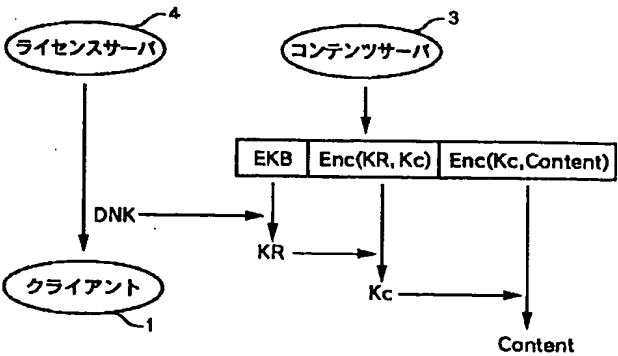 4
ライセンスサーバ
3
コンテンツサーバ
EKB
Enc(KR, Kc)
Enc(Kc,Content)
DNK
KR
Kc
クライアント
1
Content